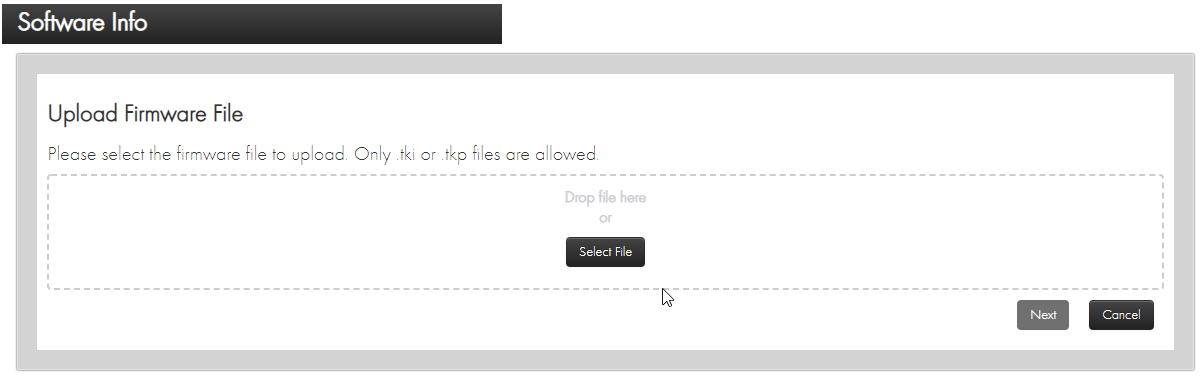 Software Info
Upload Firmware File
Please select the firmware file to upload. Only .tki or .tkp files are allowed.
Drop file here
or
Select File
Next Cancel